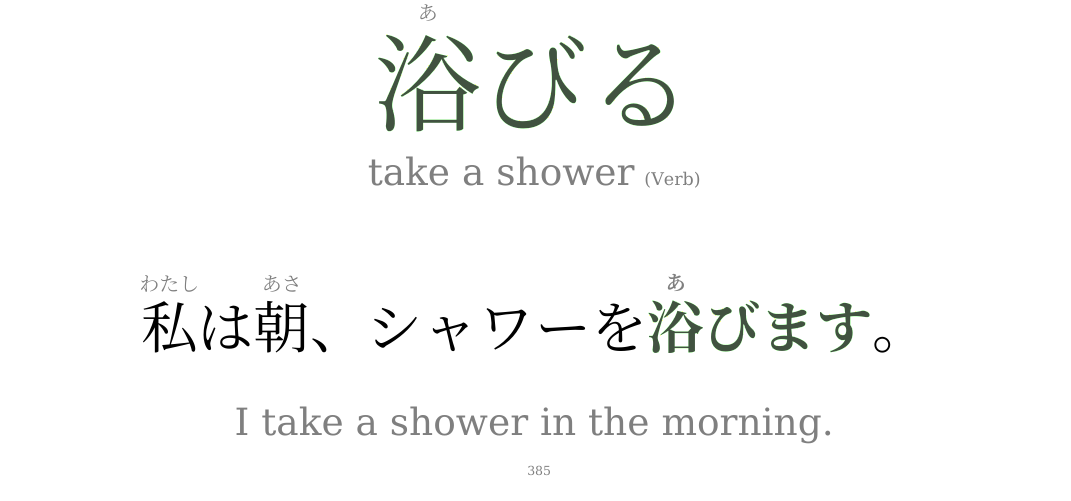 あ
浴びる
take a shower (Verb)
わたし あさ あ
私は朝、シャワーを浴びます。
I take a shower in the morning.
385